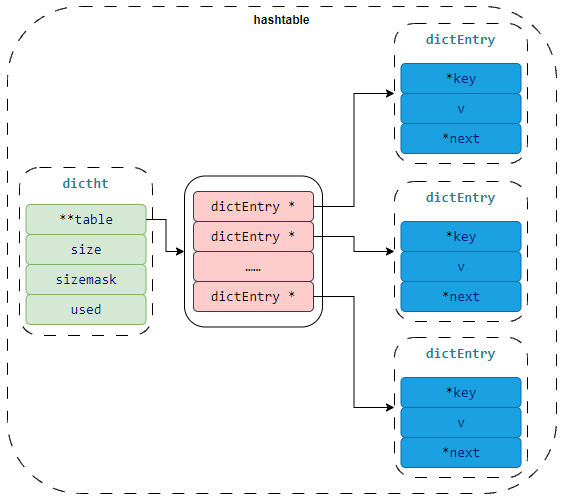 hashtable
dictht
**table
size
sizemask
used
dictEntry *
dictEntry *
……
dictEntry *
dictEntry
*key
v
*next
dictEntry
*key
v
*next
dictEntry
*key
v
*next